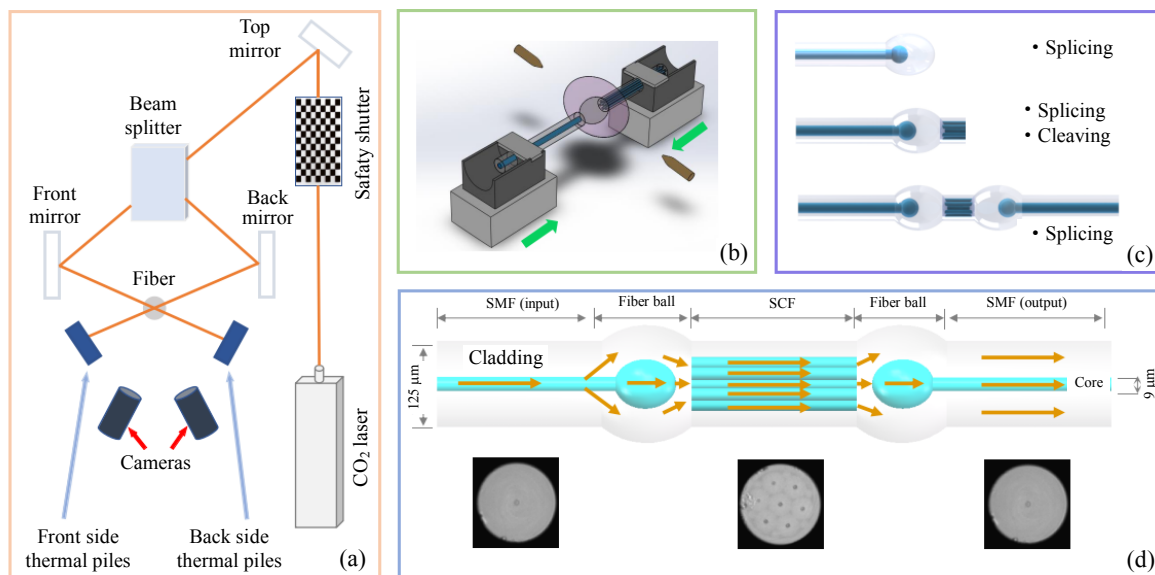 Top
mirror
Beam
splitter
Safaty shutter
Front
mirror
Back
mirror
Fiber
Cameras
CO₂ laser
Front side
thermal piles
Back side
thermal piles
(a)
(b)
• Splicing
• Splicing
• Cleaving
• Splicing
(c)
SMF (input)
Fiber ball
SCF
Fiber ball
SMF (output)
Cladding
125 μm
Core
9 μm
(d)